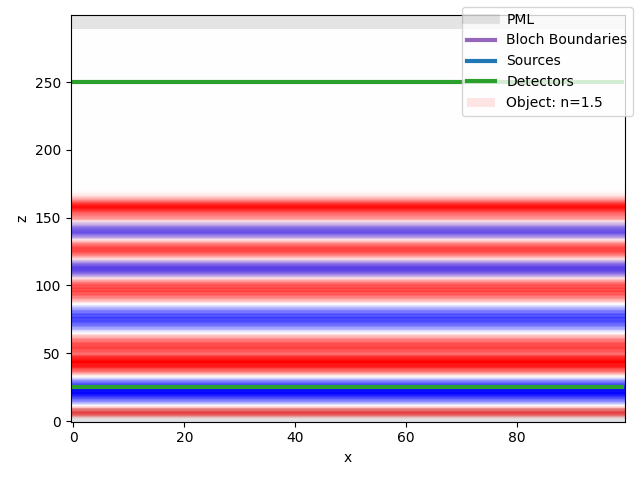 PML
Bloch Boundaries
Sources
Detectors
Object: n=1.5
250
200
150
100
50
0
z
0 20 40 60 80
x